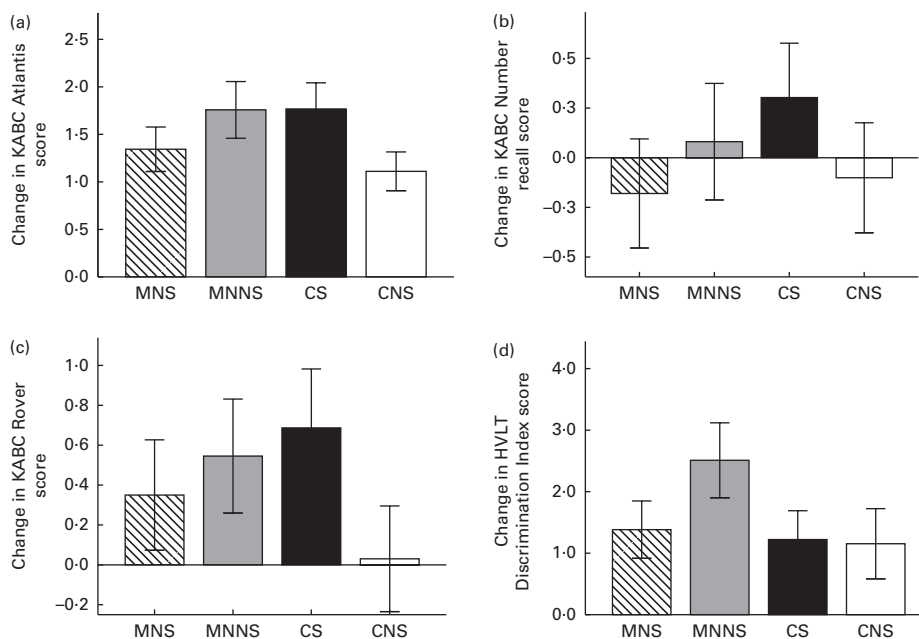 (a)
Change in KABC Atlantis
score
2·5
2·0
1·5
1·0
0·5
0·0
MNS MNNS CS CNS
(b)
Change in KABC Number
recall score
0·5
0·3
0·0
–0·3
–0·5
MNS MNNS CS CNS
(c)
Change in KABC Rover
score
1·0
0·8
0·6
0·4
0·2
0·0
–0·2
MNS MNNS CS CNS
(d)
Change in HVLT
Discrimination Index score
4·0
3·0
2·0
1·0
0·0
MNS MNNS CS CNS